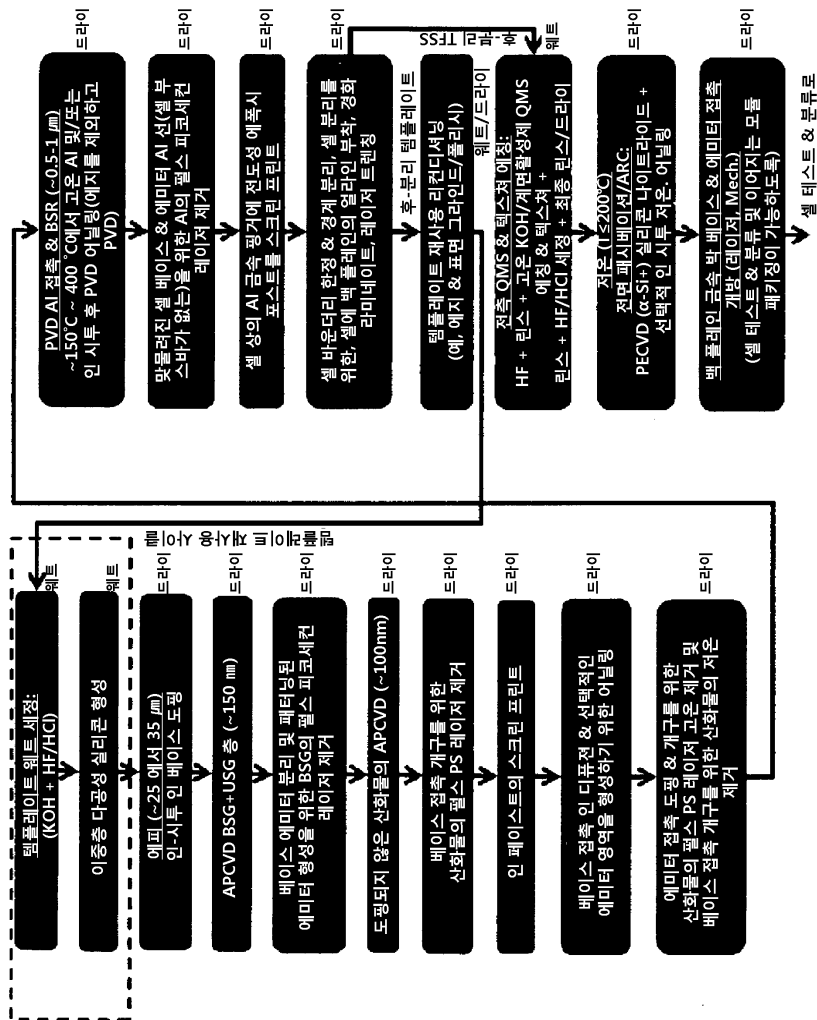 템플레이트 웨트 세정:
(KOH + HF/HCl)
웨트
이중층 다공성 실리콘 형성
웨트
에피 (~25 에서 35 ㎛)
인-시투 인 베이스 도핑
드라이
APCVD BSG+USG 층 (~150 ㎚)
드라이
베이스 에미터 분리 및 패터닝된
에미터 형성을 위한 BSG의 펄스 피코세컨
레이저 제거
드라이
도핑되지 않은 산화물의 APCVD (~100nm)
드라이
베이스 접촉 개구를 위한
산화물의 펄스 PS 레이저 제거
드라이
인 페이스트의 스크린 프린트
드라이
베이스 접촉 인 디퓨전 & 선택적인
에미터 영역을 형성하기 위한 어닐링
드라이
에미터 접촉 도핑 & 개구를 위한
산화물의 펄스 PS 레이저 고온 제거 및
베이스 접촉 개구를 위한 산화물의 저온
제거
드라이
템플레이트 재사용 사이클
PVD Al 접촉 & BSR (~0.5-1 ㎛)
~150˚C ~ 400 ˚C에서 고온 Al 및/또는
인 시투 후 PVD 어닐링(에지를 제외하고
PVD)
드라이
맞물려진 셀 베이스 & 에미터 Al 선(셀 부
스바가 없는)을 위한 Al의 펄스 피코세컨
레이저 제거
드라이
셀 상의 Al 금속 핑거에 전도성 에폭시
포스트를 스크린 프린트
드라이
셀 바운더리 한정 & 경계 분리, 셀 분리를
위한, 셀에 백 플레인의 얼라인 부착, 경화
라미네이트, 레이저 트렌칭
드라이
후-분리 템플레이트
후-분리 TFSS
템플레이트 재사용 리컨디셔닝
(예, 에지 & 표면 그라인드/폴리시)
웨트/드라이
전측 QMS & 텍스쳐 에칭:
HF + 린스 + 고온 KOH/계면활성제 QMS
에칭 & 텍스쳐 +
린스 + HF/HCl 세정 + 최종 린스/드라이
웨트
저온 (T≤200℃)
전면 패시베이션/ARC:
PECVD (α-Si+) 실리콘 나이트라이드 +
선택적 인 시투 저온 어닐링
드라이
백 플레인 금속 박 베이스 & 에미터 접촉
개방 (레이저, Mech.)
(셀 테스트 & 분류 및 이어지는 모듈
패키징이 가능하도록)
드라이
셀 테스트 & 분류로